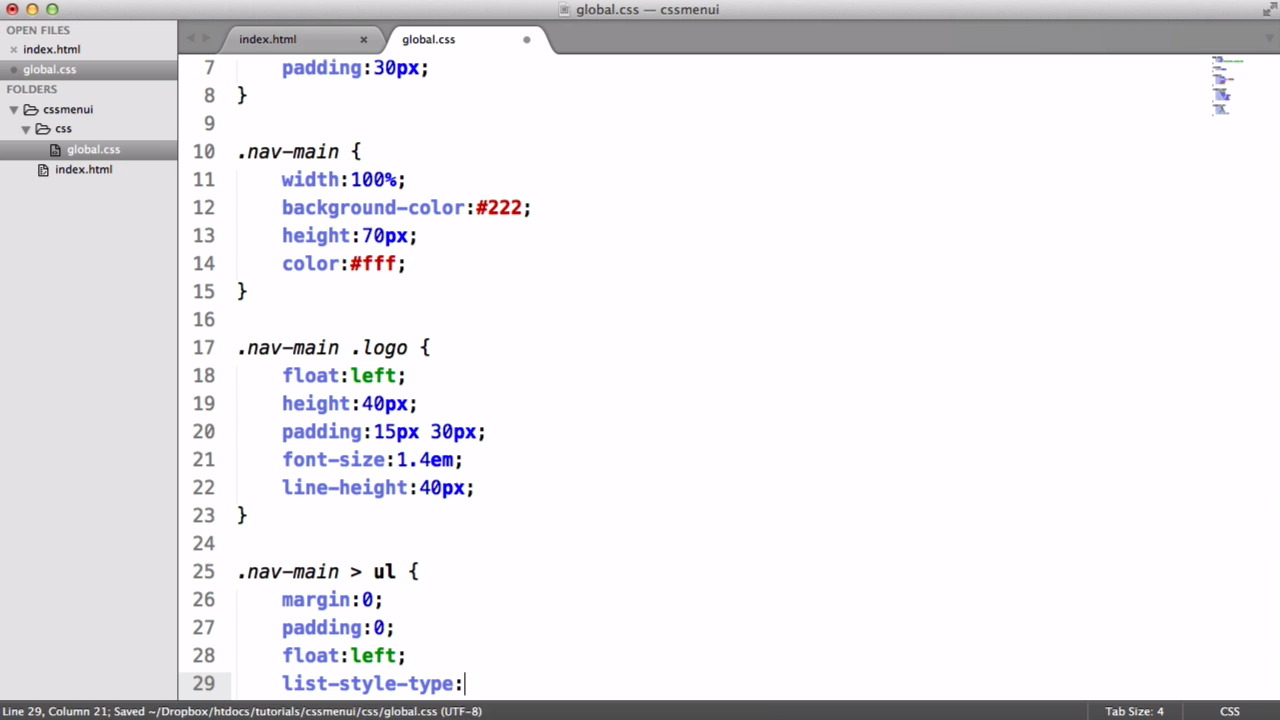 global.css — cssmenui
OPEN FILES
index.html
global.css
FOLDERS
cssmenui
css
global.css
index.html
index.html
global.css
7 padding:30px;
8 }
9
10 .nav-main {
11 width:100%;
12 background-color:#222;
13 height:70px;
14 color:#fff;
15 }
16
17 .nav-main .logo {
18 float:left;
19 height:40px;
20 padding:15px 30px;
21 font-size:1.4em;
22 line-height:40px;
23 }
24
25 .nav-main > ul {
26 margin:0;
27 padding:0;
28 float:left;
29 list-style-type:
Line 29, Column 21; Saved ~/Dropbox/htdocs/tutorials/cssmenui/css/global.css (UTF-8)
Tab Size: 4
CSS